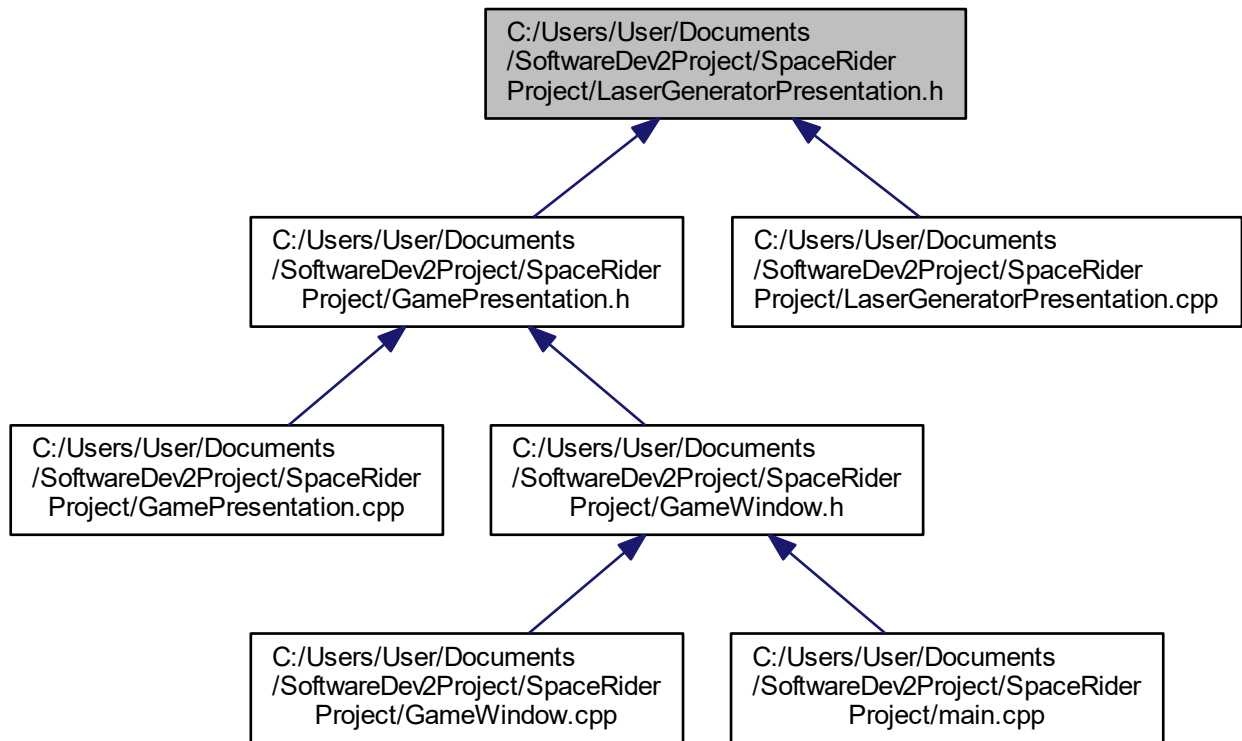 C:/Users/User/Documents
/SoftwareDev2Project/SpaceRider
Project/LaserGeneratorPresentation.h
C:/Users/User/Documents
/SoftwareDev2Project/SpaceRider
Project/GamePresentation.h
C:/Users/User/Documents
/SoftwareDev2Project/SpaceRider
Project/LaserGeneratorPresentation.cpp
C:/Users/User/Documents
/SoftwareDev2Project/SpaceRider
Project/GamePresentation.cpp
C:/Users/User/Documents
/SoftwareDev2Project/SpaceRider
Project/GameWindow.h
C:/Users/User/Documents
/SoftwareDev2Project/SpaceRider
Project/GameWindow.cpp
C:/Users/User/Documents
/SoftwareDev2Project/SpaceRider
Project/main.cpp